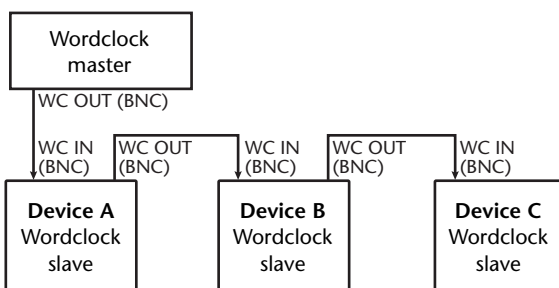 Wordclock
master
WC OUT (BNC)
WC IN
(BNC)
WC OUT
(BNC)
WC IN
(BNC)
WC OUT
(BNC)
WC IN
(BNC)
Device A
Wordclock
slave
Device B
Wordclock
slave
Device C
Wordclock
slave